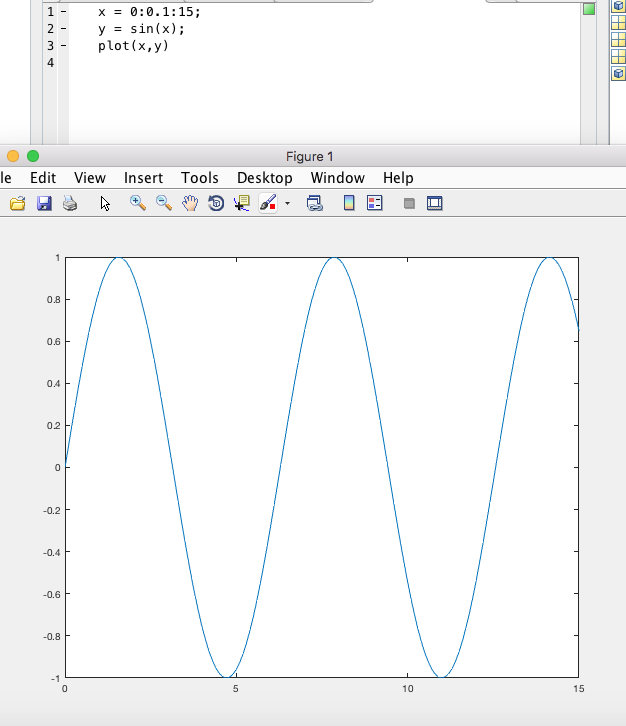 1 - x = 0:0.1:15;
2 - y = sin(x);
3 - plot(x,y)
4
Figure 1
le Edit View Insert Tools Desktop Window Help
1
0.8
0.6
0.4
0.2
0
-0.2
-0.4
-0.6
-0.8
-1
0 5 10 15